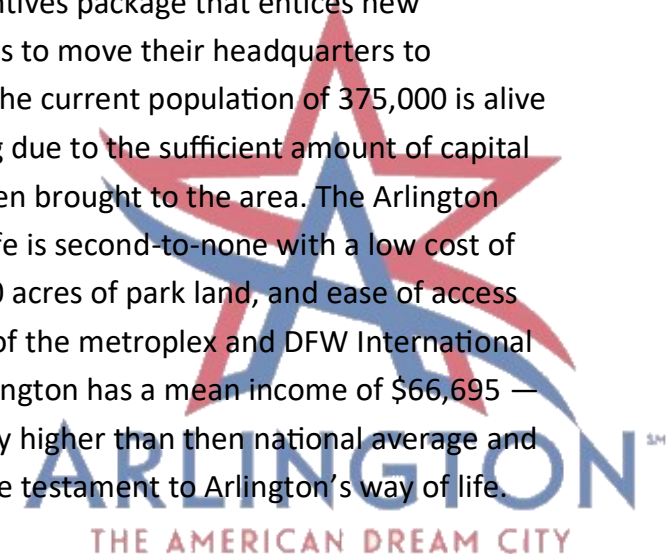 ntives package that entices new
s to move their headquarters to
he current population of 375,000 is alive
g due to the sufficient amount of capital
en brought to the area. The Arlington
fe is second-to-none with a low cost of
0 acres of park land, and ease of access
of the metroplex and DFW International
ington has a mean income of $66,695 —
y higher than then national average and
e testament to Arlington’s way of life.
ARLINGTON SM
THE AMERICAN DREAM CITY